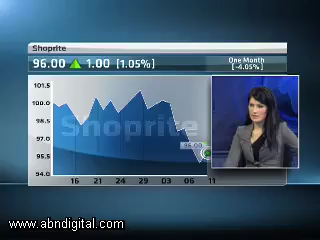 Shoprite
96.00 1.00 [1.05%]
One Month
[-4.05%]
101.5
100.0
98.5
97.0
95.5
94.0
Shoprite
96.00
16 21 24 29 03 06 11
www.abndigital.com